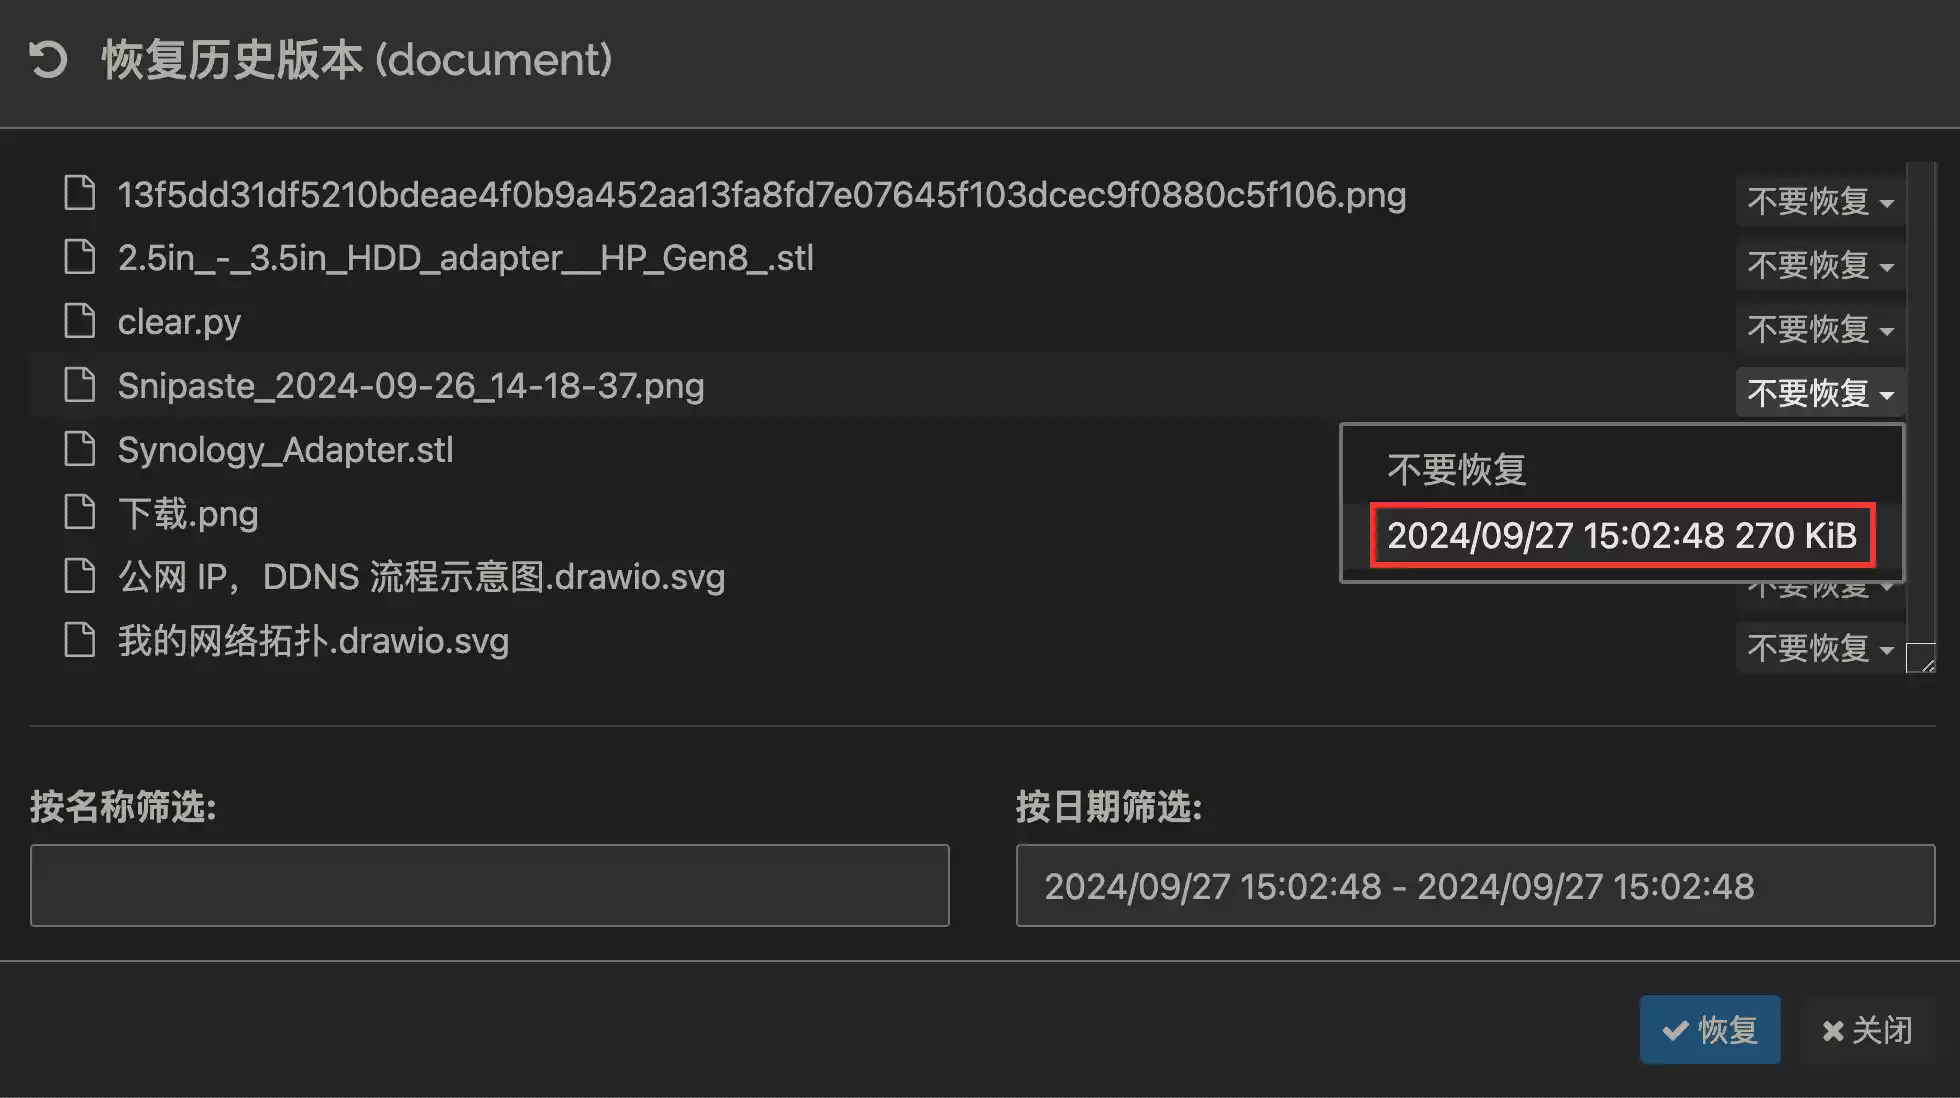 恢复历史版本 (document)
13f5dd31df5210bdeae4f0b9a452aa13fa8fd7e07645f103dcec9f0880c5f106.png 不要恢复
2.5in_-_3.5in_HDD_adapter__HP_Gen8_.stl 不要恢复
clear.py 不要恢复
Snipaste_2024-09-26_14-18-37.png 不要恢复
Synology_Adapter.stl 不要恢复
下载.png 2024/09/27 15:02:48 270 KiB
公网 IP，DDNS 流程示意图.drawio.svg 不要恢复
我的网络拓扑.drawio.svg 不要恢复
按名称筛选: 按日期筛选:
2024/09/27 15:02:48 - 2024/09/27 15:02:48
恢复 关闭